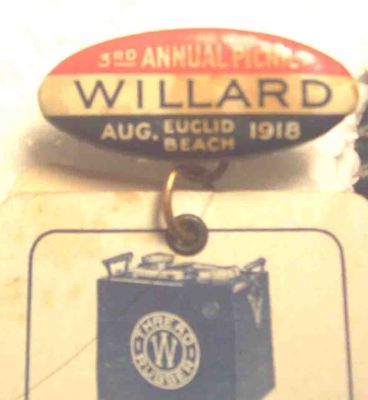 3RD ANNUAL PICNIC
WILLARD
AUG. EUCLID BEACH 1918
THREAD
W
RUBBER